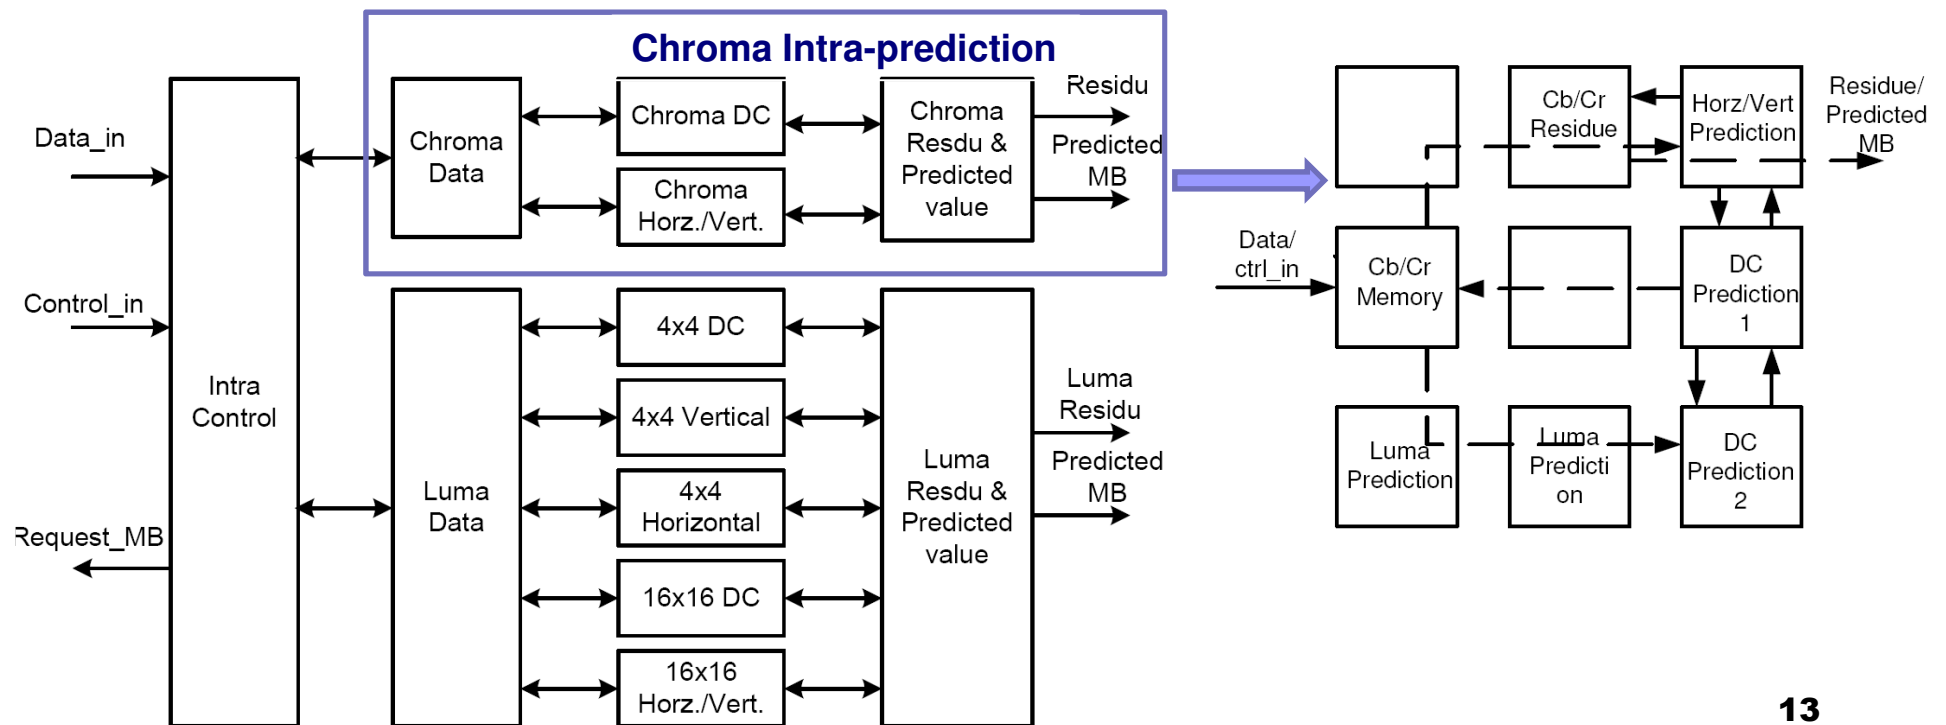 Chroma Intra-prediction
Data_in
Control_in
Request_MB
Intra
Control
Chroma
Data
Chroma DC
Chroma
Horz./Vert.
Chroma
Resdu &
Predicted
value
Residu
Predicted
MB
Luma
Data
4x4 DC
4x4 Vertical
4x4
Horizontal
16x16 DC
16x16
Horz./Vert.
Luma
Resdu &
Predicted
value
Luma
Residu
Predicted
MB
Cb/Cr
Residue
Horz/Vert
Prediction
Residue/
Predicted
MB
Data/
ctrl_in
Cb/Cr
Memory
DC
Prediction
1
Luma
Prediction
Luma
Predicti
on
DC
Prediction
2
13